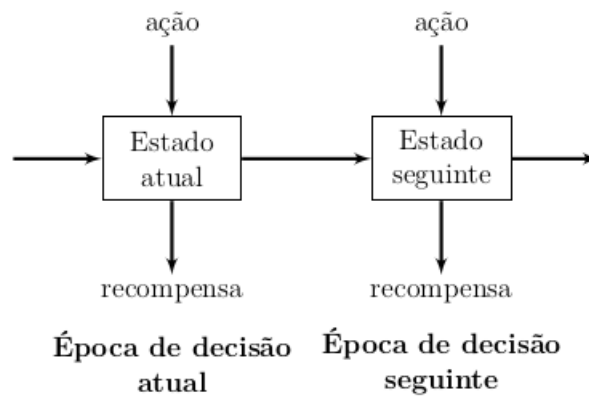 ação
ação
Estado
atual
Estado
seguinte
recompensa
recompensa
Época de decisão
atual
Época de decisão
seguinte